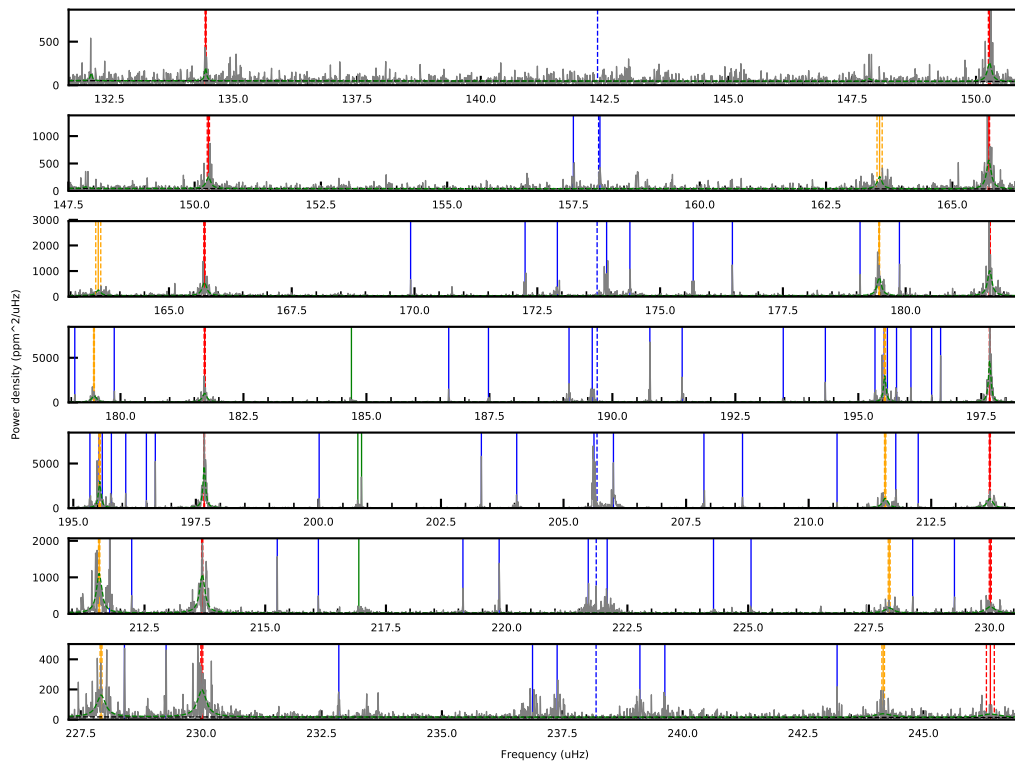 500
0
132.5 135.0 137.5 140.0 142.5 145.0 147.5 150.0
1000
500
0
147.5 150.0 152.5 155.0 157.5 160.0 162.5 165.0
3000
2000
1000
0
165.0 167.5 170.0 172.5 175.0 177.5 180.0
Power density (ppm^2/uHz)
5000
0
180.0 182.5 185.0 187.5 190.0 192.5 195.0 197.5
5000
0
195.0 197.5 200.0 202.5 205.0 207.5 210.0 212.5
2000
1000
0
212.5 215.0 217.5 220.0 222.5 225.0 227.5 230.0
400
200
0
227.5 230.0 232.5 235.0 237.5 240.0 242.5 245.0
Frequency (uHz)